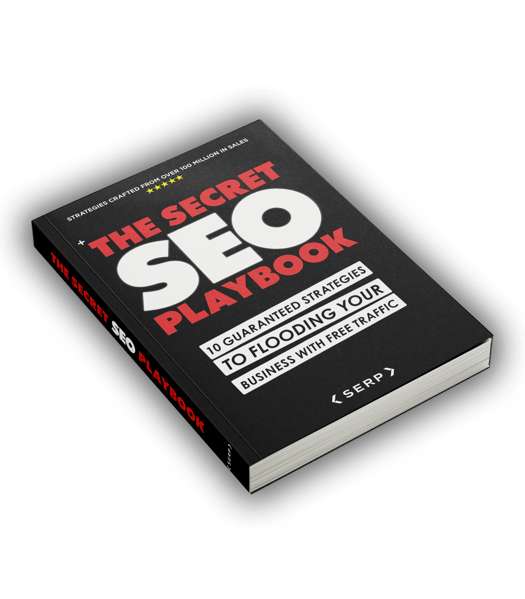 STRATEGIES CRAFTED FROM OVER 100 MILLION IN SALES
THE SECRET
SEO
PLAYBOOK
10 GUARANTEED STRATEGIES
TO FLOODING YOUR
BUSINESS WITH FREE TRAFFIC
❮ SERP ❯
THE SECRET SEO PLAYBOOK